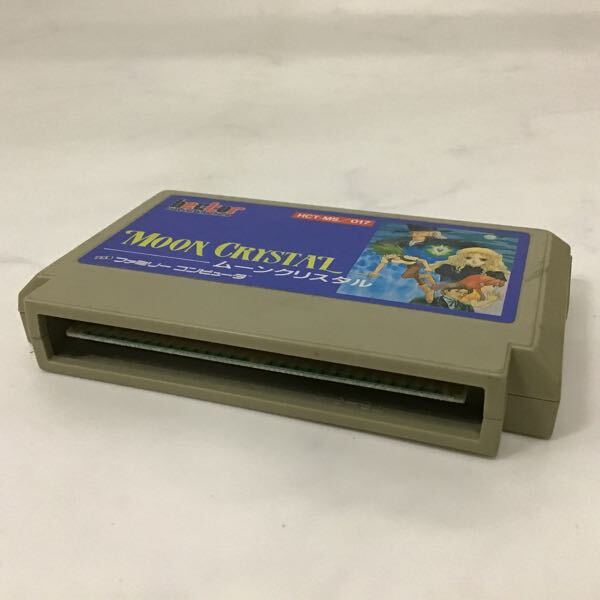 hect
HCT-MS/017
MOON CRYSTAL
ムーンクリスタル
ファミリーコンピュータ